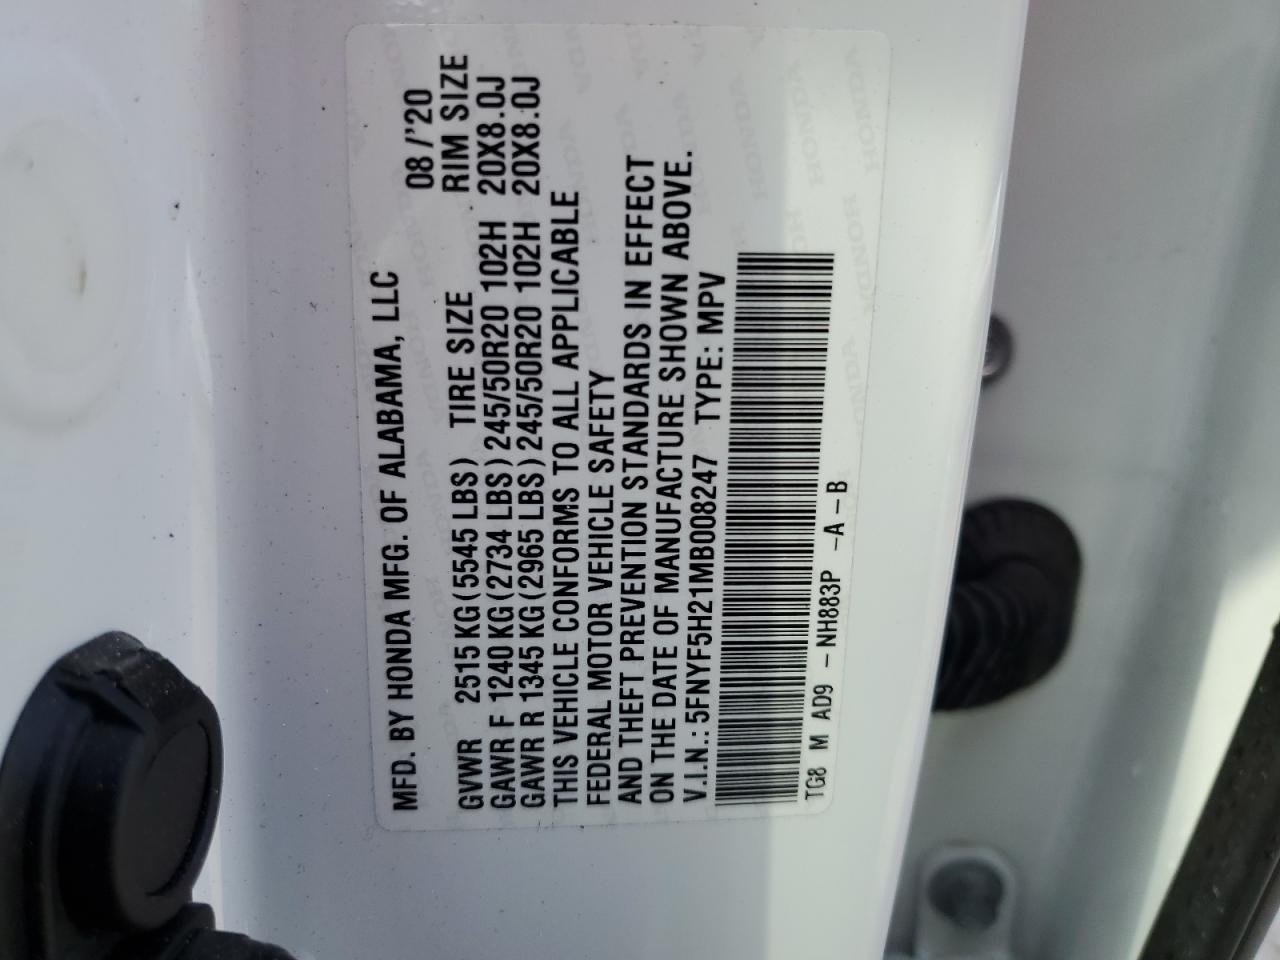 MFD. BY HONDA MFG. OF ALABAMA, LLC 08/'20
GVWR 2515 KG (5545 LBS) TIRE SIZE RIM SIZE
GAWR F 1240 KG (2734 LBS) 245/50R20 102H 20X8.0J
GAWR R 1345 KG (2965 LBS) 245/50R20 102H 20X8.0J
THIS VEHICLE CONFORMS TO ALL APPLICABLE
FEDERAL MOTOR VEHICLE SAFETY
AND THEFT PREVENTION STANDARDS IN EFFECT
ON THE DATE OF MANUFACTURE SHOWN ABOVE.
V.I.N.: 5FNYF5H21MB008247 TYPE: MPV
TG8 M AD9 -NH883P -A-B